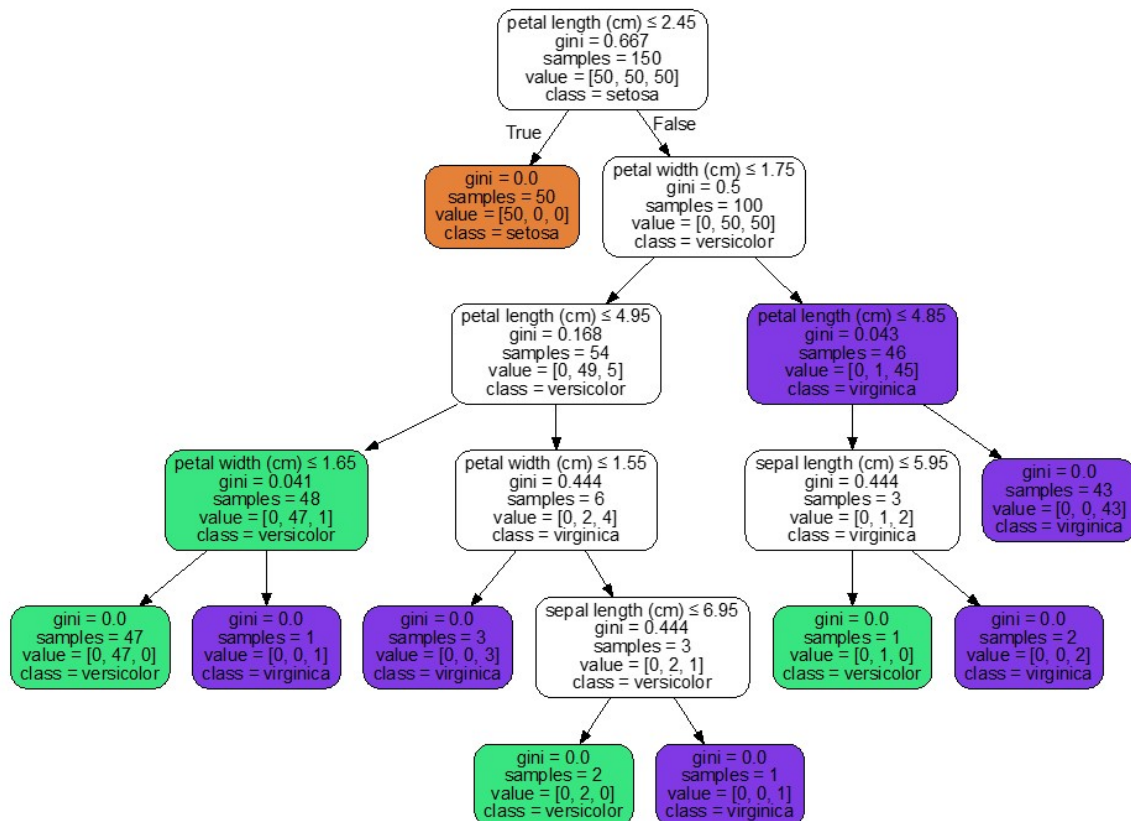 petal length (cm) ≤ 2.45
gini = 0.667
samples = 150
value = [50, 50, 50]
class = setosa
True
False
gini = 0.0
samples = 50
value = [50, 0, 0]
class = setosa
petal width (cm) ≤ 1.75
gini = 0.5
samples = 100
value = [0, 50, 50]
class = versicolor
petal length (cm) ≤ 4.95
gini = 0.168
samples = 54
value = [0, 49, 5]
class = versicolor
petal length (cm) ≤ 4.85
gini = 0.043
samples = 46
value = [0, 1, 45]
class = virginica
petal width (cm) ≤ 1.65
gini = 0.041
samples = 48
value = [0, 47, 1]
class = versicolor
petal width (cm) ≤ 1.55
gini = 0.444
samples = 6
value = [0, 2, 4]
class = virginica
sepal length (cm) ≤ 5.95
gini = 0.444
samples = 3
value = [0, 1, 2]
class = virginica
gini = 0.0
samples = 43
value = [0, 0, 43]
class = virginica
gini = 0.0
samples = 47
value = [0, 47, 0]
class = versicolor
gini = 0.0
samples = 1
value = [0, 0, 1]
class = virginica
gini = 0.0
samples = 3
value = [0, 0, 3]
class = virginica
sepal length (cm) ≤ 6.95
gini = 0.444
samples = 3
value = [0, 2, 1]
class = versicolor
gini = 0.0
samples = 1
value = [0, 1, 0]
class = versicolor
gini = 0.0
samples = 2
value = [0, 0, 2]
class = virginica
gini = 0.0
samples = 2
value = [0, 2, 0]
class = versicolor
gini = 0.0
samples = 1
value = [0, 0, 1]
class = virginica